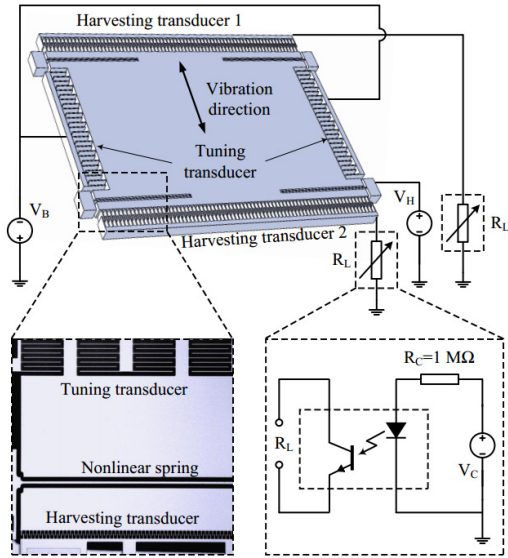 Harvesting transducer 1
Vibration
direction
Tuning
transducer
V_B
V_H
R_L
Harvesting transducer 2
R_L
Tuning transducer
Nonlinear spring
Harvesting transducer
R_C=1 MΩ
R_L
V_C